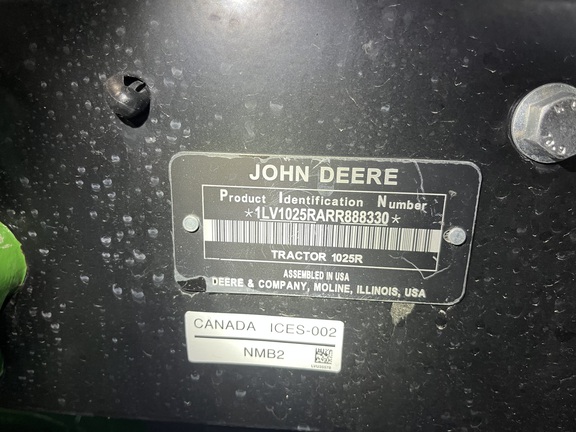 JOHN DEERE
Product Identification Number
*1LV1025RARR888330*
TRACTOR 1025R
ASSEMBLED IN USA
DEERE & COMPANY, MOLINE, ILLINOIS, USA
CANADA ICES-002
NMB2